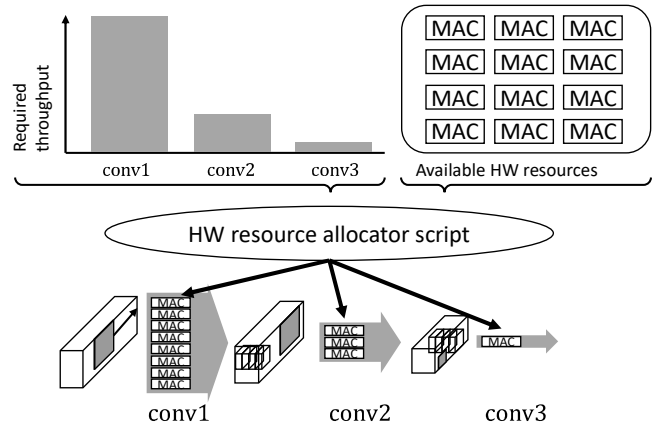 Required
throughput
conv1 conv2 conv3
MAC MAC MAC
MAC MAC MAC
MAC MAC MAC
MAC MAC MAC
Available HW resources
HW resource allocator script
MAC
MAC
MAC
MAC
MAC
MAC
MAC
MAC
conv1
MAC
MAC
MAC
conv2
MAC
conv3